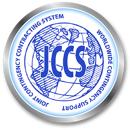 JOINT CONTINGENCY CONTRACTING SYSTEM
JCCS
WORLDWIDE CONTINGENCY SUPPORT